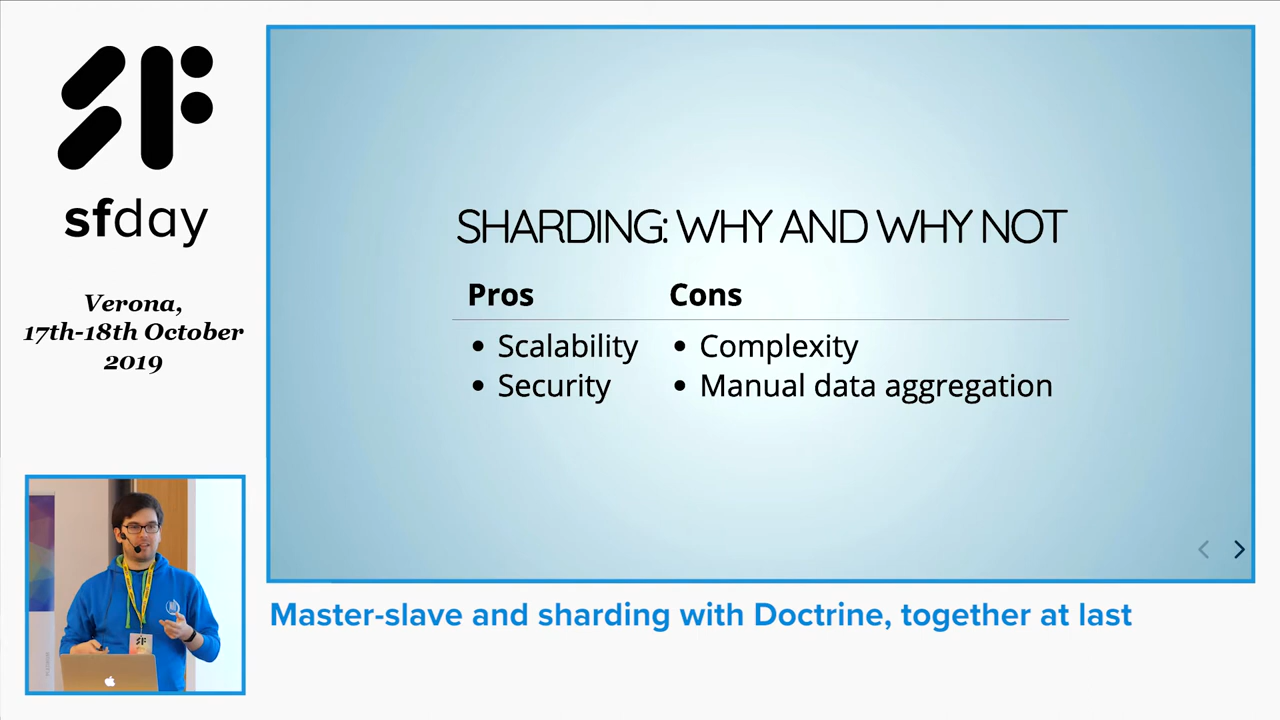 SF
sfday
Verona,
17th-18th October
2019
SHARDING: WHY AND WHY NOT
Pros Cons
• Scalability • Complexity
• Security • Manual data aggregation
Master-slave and sharding with Doctrine, together at last